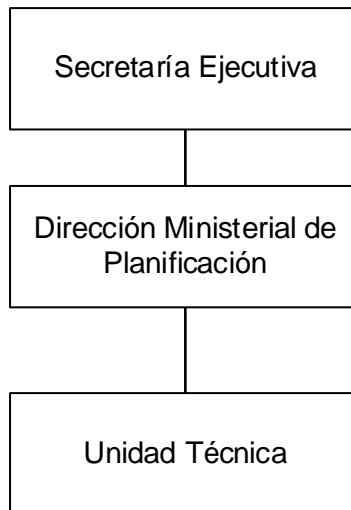 Secretaría Ejecutiva
Dirección Ministerial de
Planificación
Unidad Técnica